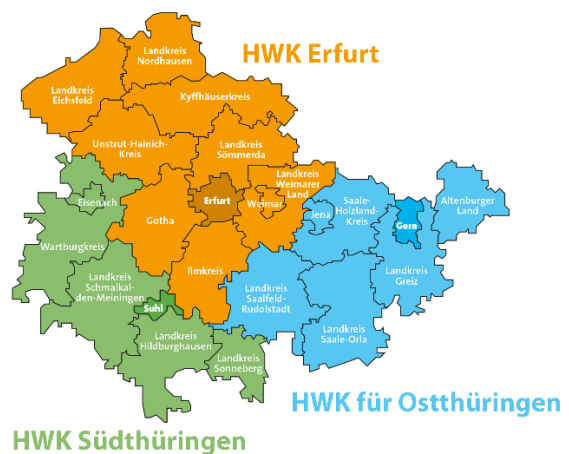 HWK Erfurt
Landkreis
Nordhausen
Landkreis
Eichsfeld
Kyffhäuserkreis
Unstrut-Hainich-
Kreis
Landkreis
Sömmerda
Landkreis
Weimarer
Land
Eisenach
Gotha
Erfurt
Weimar
Jena
Saale-
Holzland-
Kreis
Gera
Altenburger
Land
Wartburgkreis
Ilmkreis
Landkreis
Schmalkal-
den-Meiningen
Suhl
Landkreis
Saalfeld-
Rudolstadt
Landkreis
Greiz
Landkreis
Hildburghausen
Landkreis
Sonneberg
Landkreis
Saale-Orla
HWK für Ostthüringen
HWK Südthüringen